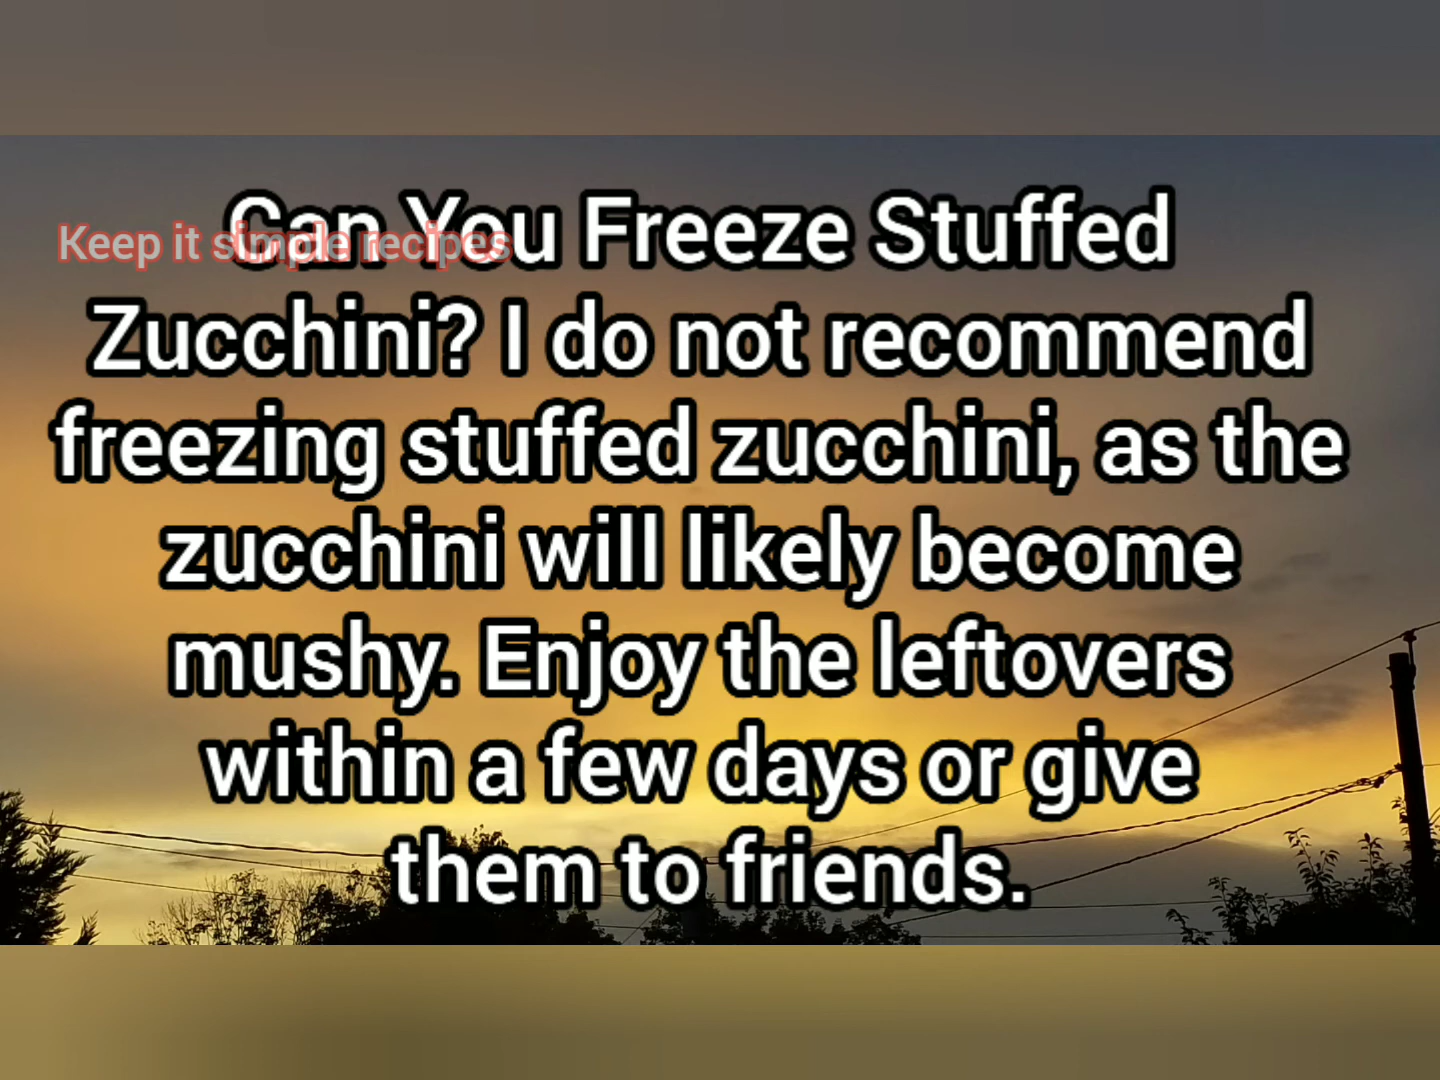 Keep it simple recipes
Can You Freeze Stuffed
Zucchini? I do not recommend
freezing stuffed zucchini, as the
zucchini will likely become
mushy. Enjoy the leftovers
within a few days or give
them to friends.